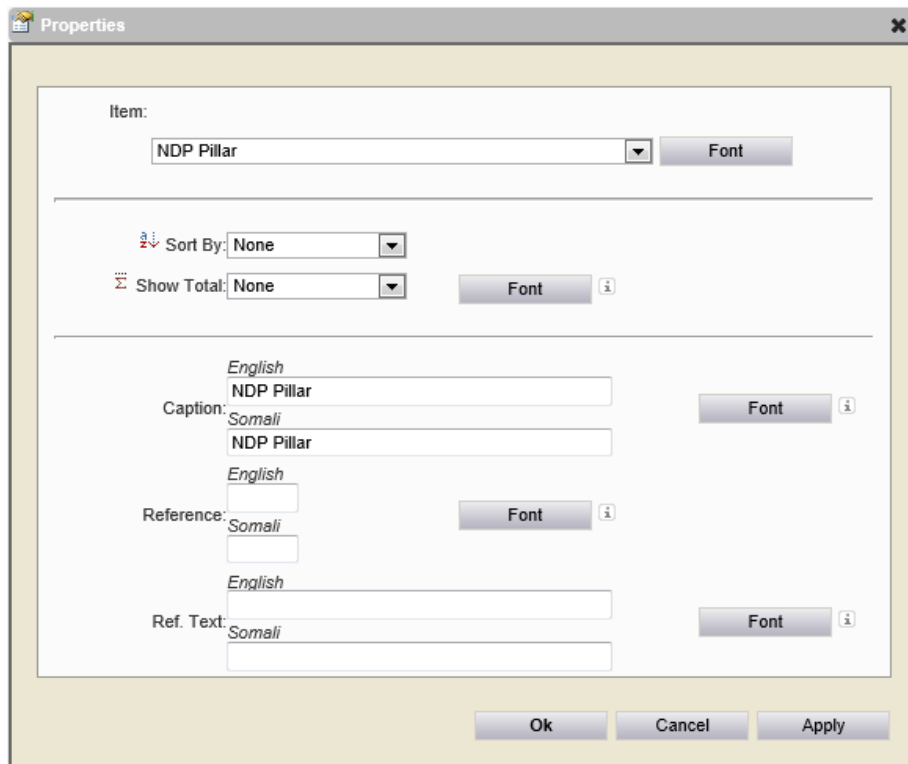 Properties
Item:
NDP Pillar Font
Sort By: None
Show Total: None Font
English
Caption: NDP Pillar Font
Somali
NDP Pillar
English
Reference: Font
Somali
English
Ref. Text: Font
Somali
Ok Cancel Apply